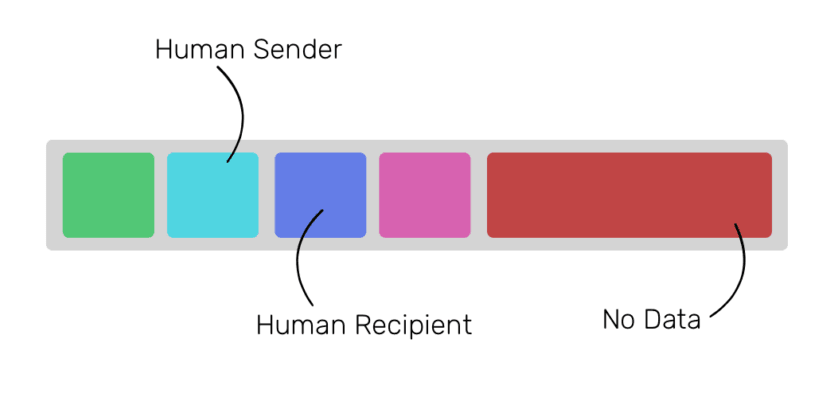 Human Sender
Human Recipient
No Data